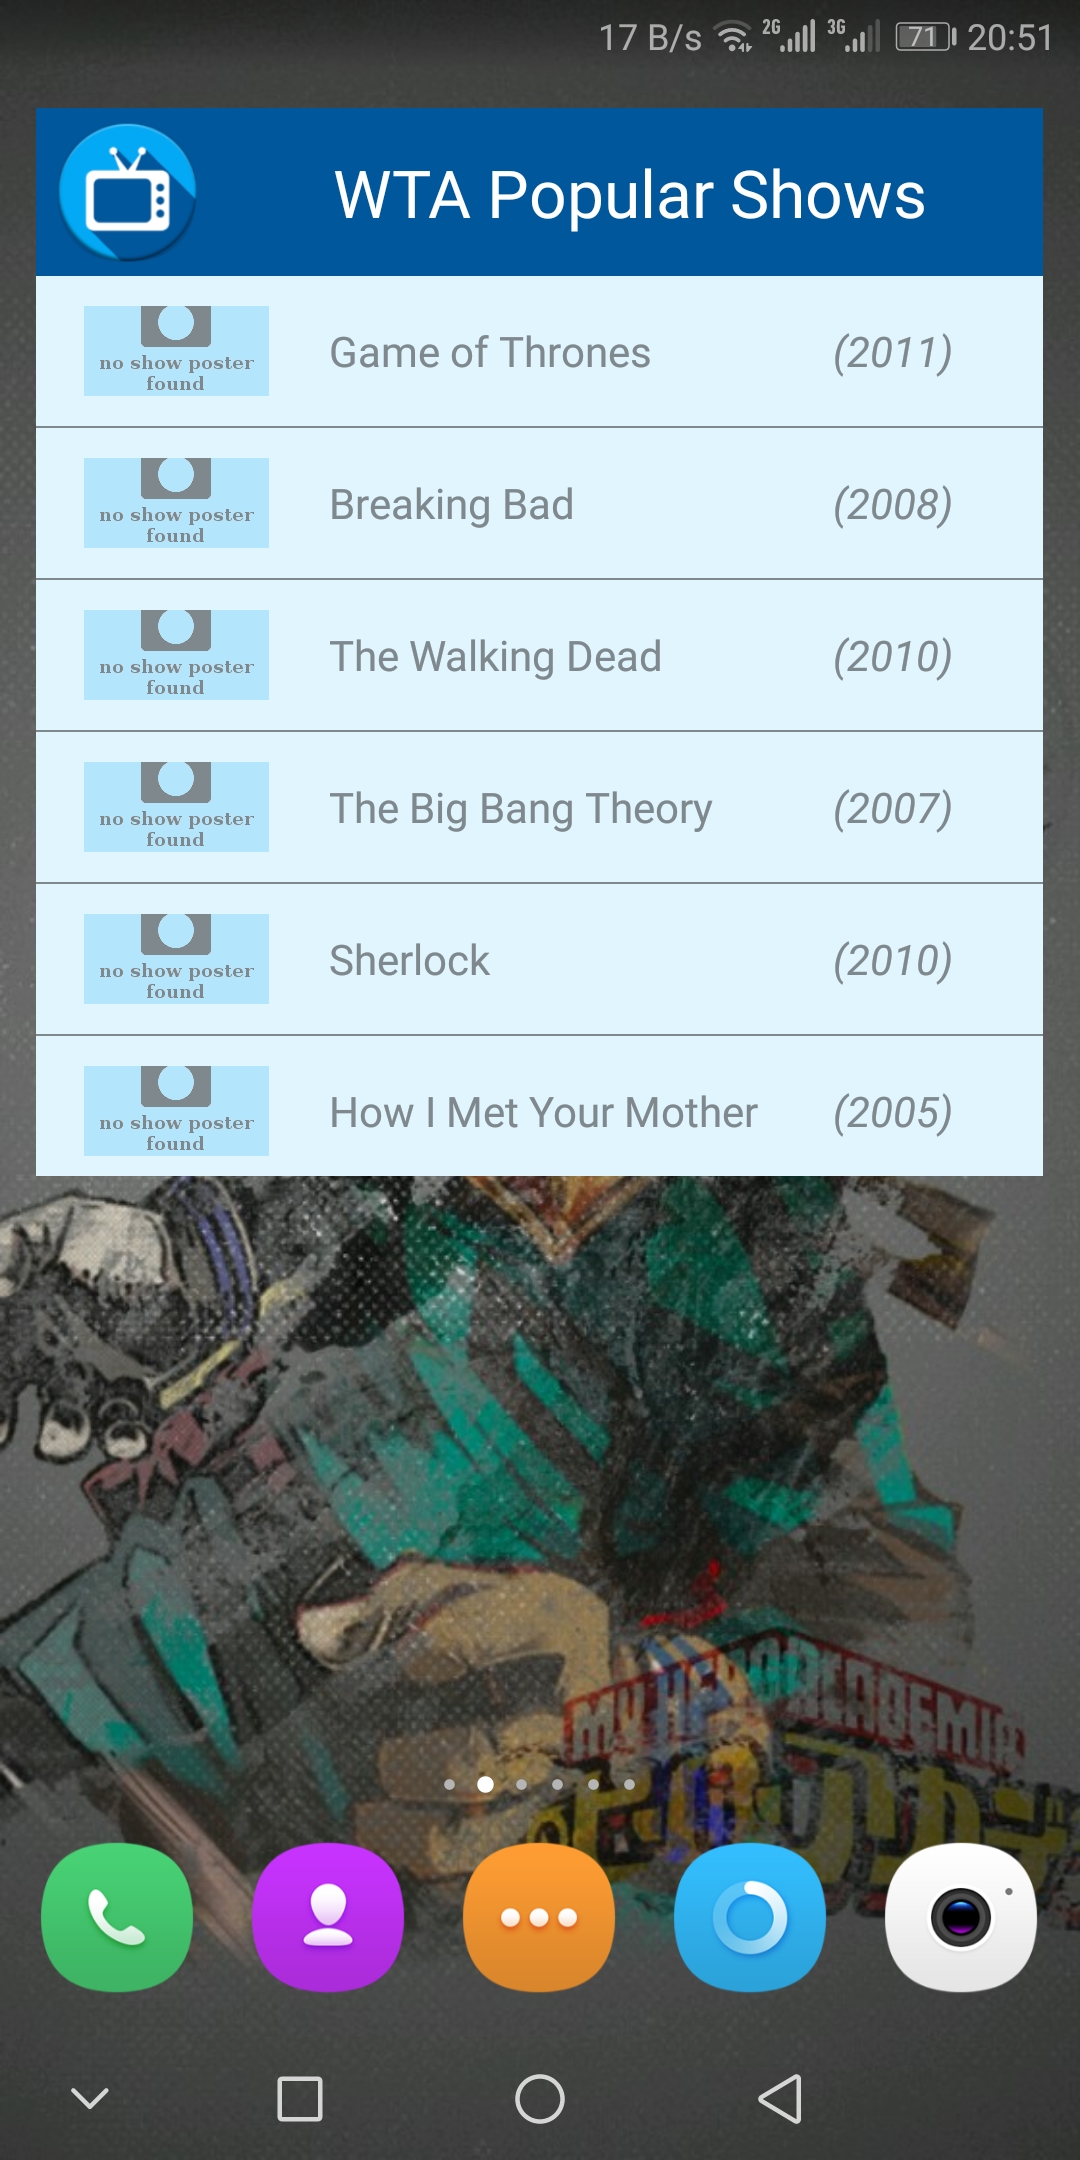 17 B/s 2G 3G 71 20:51
WTA Popular Shows
no show poster
found
Game of Thrones (2011)
no show poster
found
Breaking Bad (2008)
no show poster
found
The Walking Dead (2010)
no show poster
found
The Big Bang Theory (2007)
no show poster
found
Sherlock (2010)
no show poster
found
How I Met Your Mother (2005)
MY HERO ACADEMIA